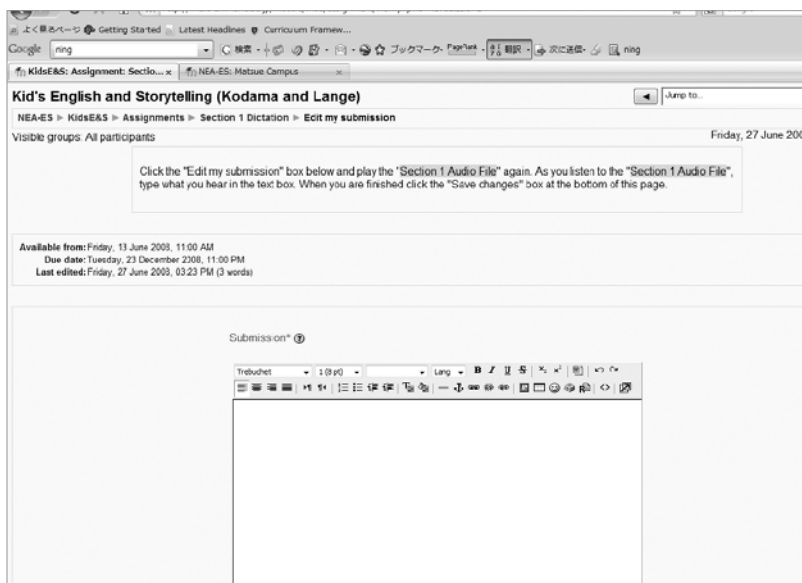 よく見るページ Getting Started Latest Headlines Curriculum Framew...
Google ning 検索 ブックマーク PageRank 翻訳 次に送信 ning
KidsE&S: Assignment: Sectio... x NEA-ES: Matsue Campus x
Kid's English and Storytelling (Kodama and Lange) Jump to...
NEA-ES ► KidsE&S ► Assignments ► Section 1 Dictation ► Edit my submission
Visible groups: All participants Friday, 27 June 200
Click the "Edit my submission" box below and play the "Section 1 Audio File" again. As you listen to the "Section 1 Audio File",
type what you hear in the text box. When you are finished click the "Save changes" box at the bottom of this page.
Available from: Friday, 13 June 2008, 11:00 AM
Due date: Tuesday, 23 December 2008, 11:00 PM
Last edited: Friday, 27 June 2008, 03:23 PM (3 words)
Submission* ?
Trebuchet 1 (8 pt) Lang B I U S